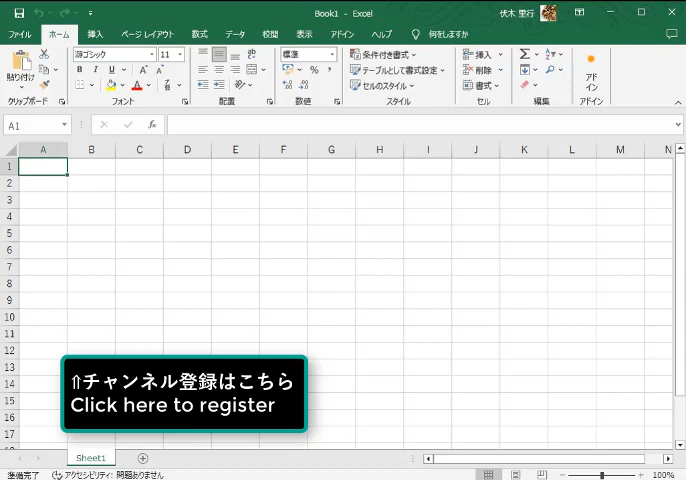 Book1 - Excel
伏木 里行
ファイル ホーム 挿入 ページ レイアウト 数式 データ 校閲 表示 アドイン ヘルプ 何をしますか
貼り付け
クリップボード
游ゴシック 11
B I U A A
フォント
ab
配置
標準
% ,
数値
条件付き書式
テーブルとして書式設定
セルのスタイル
スタイル
挿入
削除
書式
セル
Σ
編集
アド
イン
アドイン
A1 fx
A B C D E F G H I J K L M N
1
2
3
4
5
6
7
8
9
10
11
12
13
14
15
16
17
⇧チャンネル登録はこちら
Click here to register
Sheet1
準備完了 アクセシビリティ: 問題ありません 100%